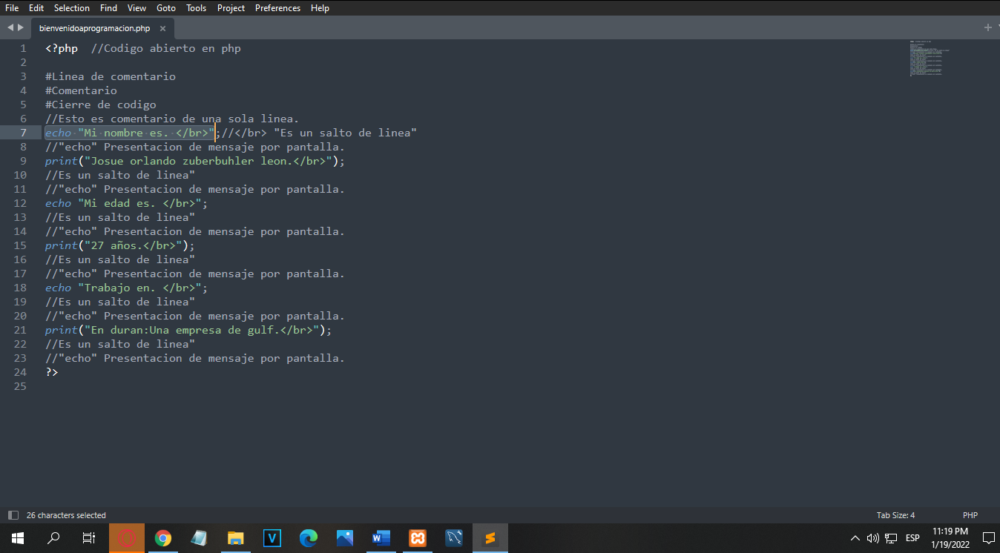 File Edit Selection Find View Goto Tools Project Preferences Help
bienvenidoaprogramacion.php ×
1 <?php  //Codigo abierto en php
2
3 #Linea de comentario
4 #Comentario
5 #Cierre de codigo
6 //Esto es comentario de una sola linea.
7 echo "Mi nombre es. </br>";//</br> "Es un salto de linea"
8 //"echo" Presentacion de mensaje por pantalla.
9 print("Josue orlando zuberbuhler leon.</br>");
10 //Es un salto de linea"
11 //"echo" Presentacion de mensaje por pantalla.
12 echo "Mi edad es. </br>";
13 //Es un salto de linea"
14 //"echo" Presentacion de mensaje por pantalla.
15 print("27 años.</br>");
16 //Es un salto de linea"
17 //"echo" Presentacion de mensaje por pantalla.
18 echo "Trabajo en. </br>";
19 //Es un salto de linea"
20 //"echo" Presentacion de mensaje por pantalla.
21 print("En duran:Una empresa de gulf.</br>");
22 //Es un salto de linea"
23 //"echo" Presentacion de mensaje por pantalla.
24 ?>
25
26 characters selected Tab Size: 4 PHP
ESP 11:19 PM
1/19/2022